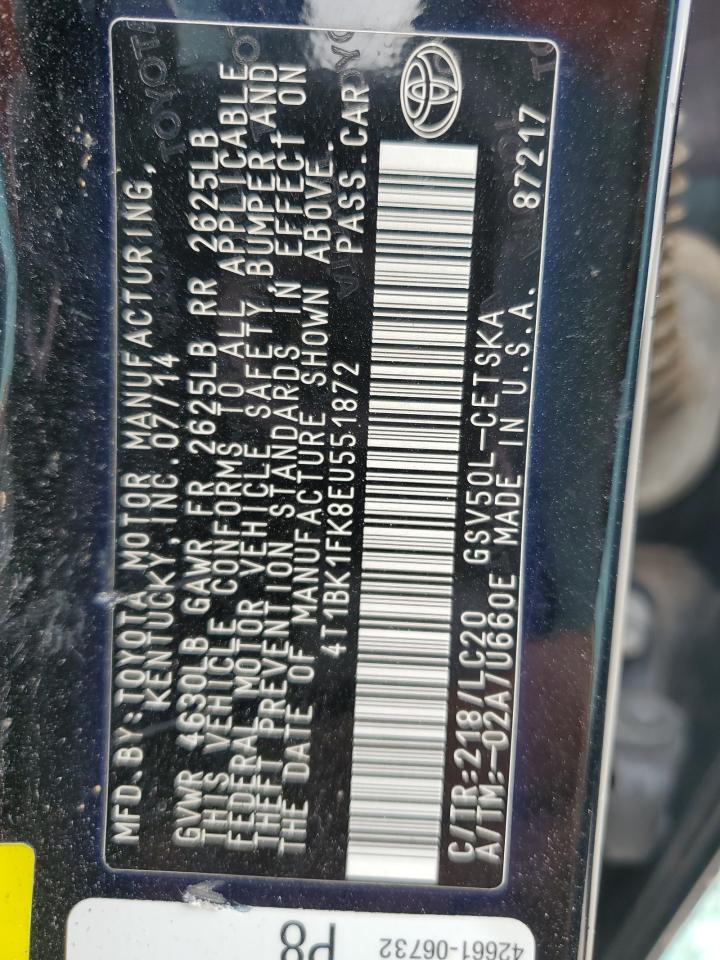 MFD.BY:TOYOTA MOTOR MANUFACTURING,
KENTUCKY, INC. 07/14
GVWR 4630LB GAWR FR 2625LB RR 2625LB
THIS VEHICLE CONFORMS TO ALL APPLICABLE
FEDERAL MOTOR VEHICLE SAFETY, BUMPER AND
THEFT PREVENTION STANDARDS IN EFFECT ON
THE DATE OF MANUFACTURE SHOWN ABOVE.
4T1BK1FK8EU551872 PASS.CAR
C/TR:218/LC20 GSV50L-CETSKA
A/TM:-02A/U660E MADE IN U.S.A. 87217
P8
42661-06732